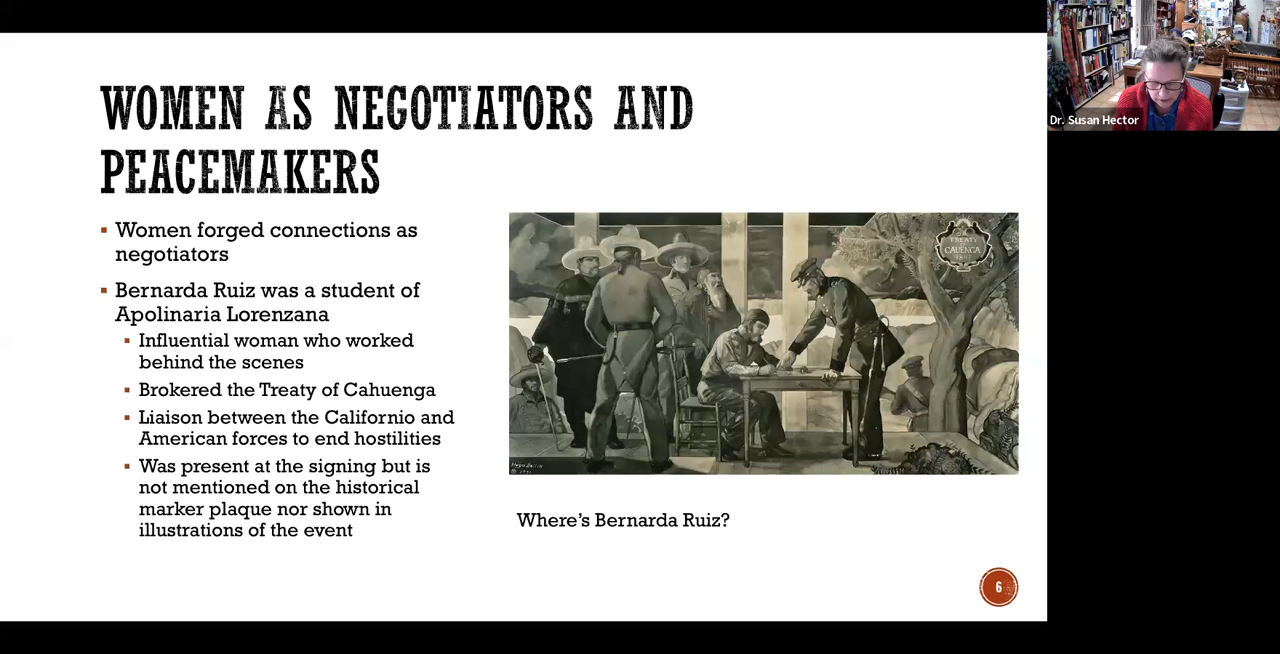 WOMEN AS NEGOTIATORS AND
PEACEMAKERS
▪ Women forged connections as
negotiators
▪ Bernarda Ruiz was a student of
Apolinaria Lorenzana
▪ Influential woman who worked
behind the scenes
▪ Brokered the Treaty of Cahuenga
▪ Liaison between the Californio and
American forces to end hostilities
▪ Was present at the signing but is
not mentioned on the historical
marker plaque nor shown in
illustrations of the event
TREATY
CAUENGA
Where's Bernarda Ruiz?
6
Dr. Susan Hector